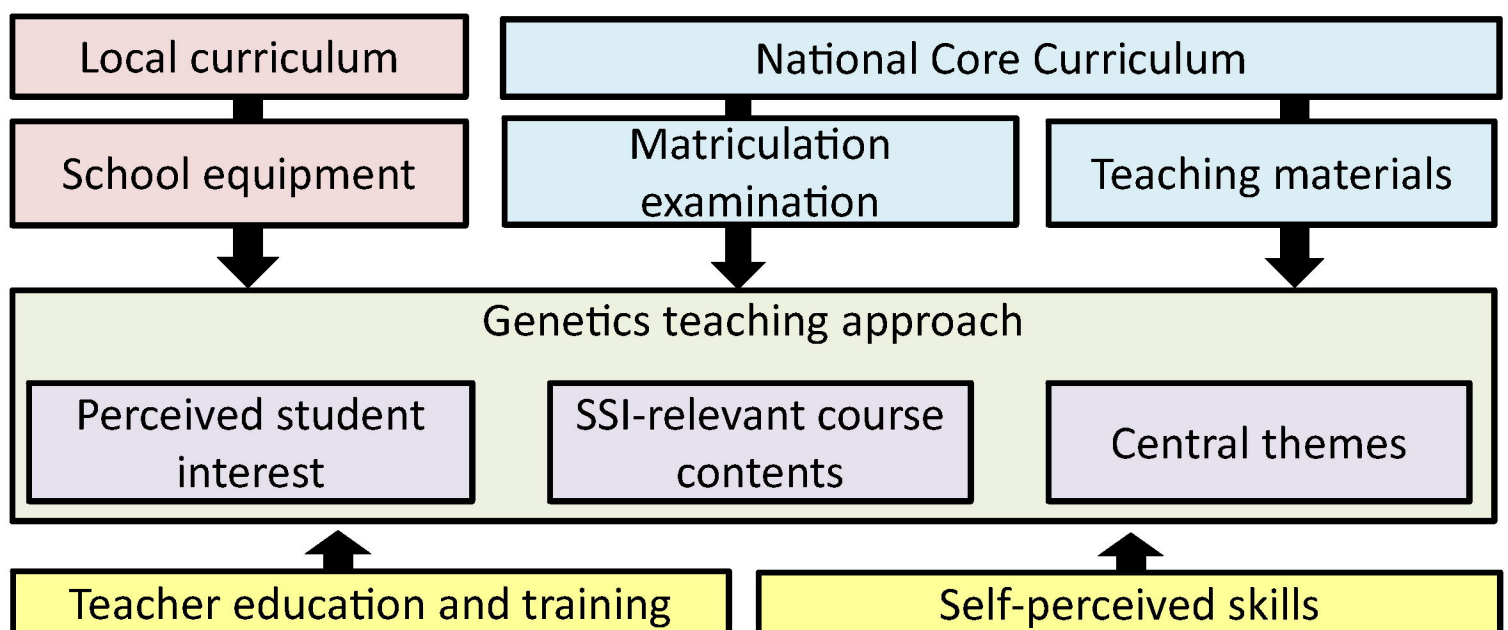 Local curriculum
National Core Curriculum
School equipment
Matriculation
examination
Teaching materials
Genetics teaching approach
Perceived student
interest
SSI-relevant course
contents
Central themes
Teacher education and training
Self-perceived skills